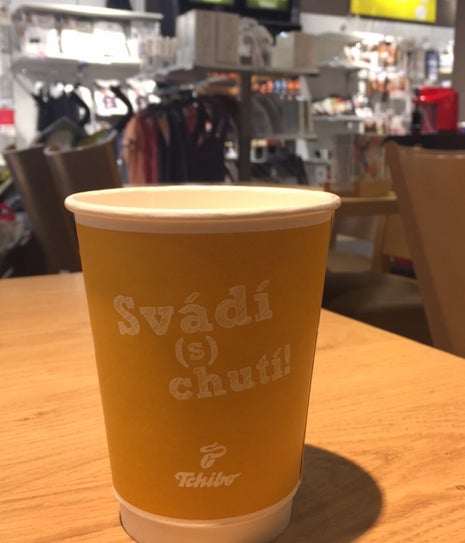 Svádí
(s)
chutí!
Tchibo